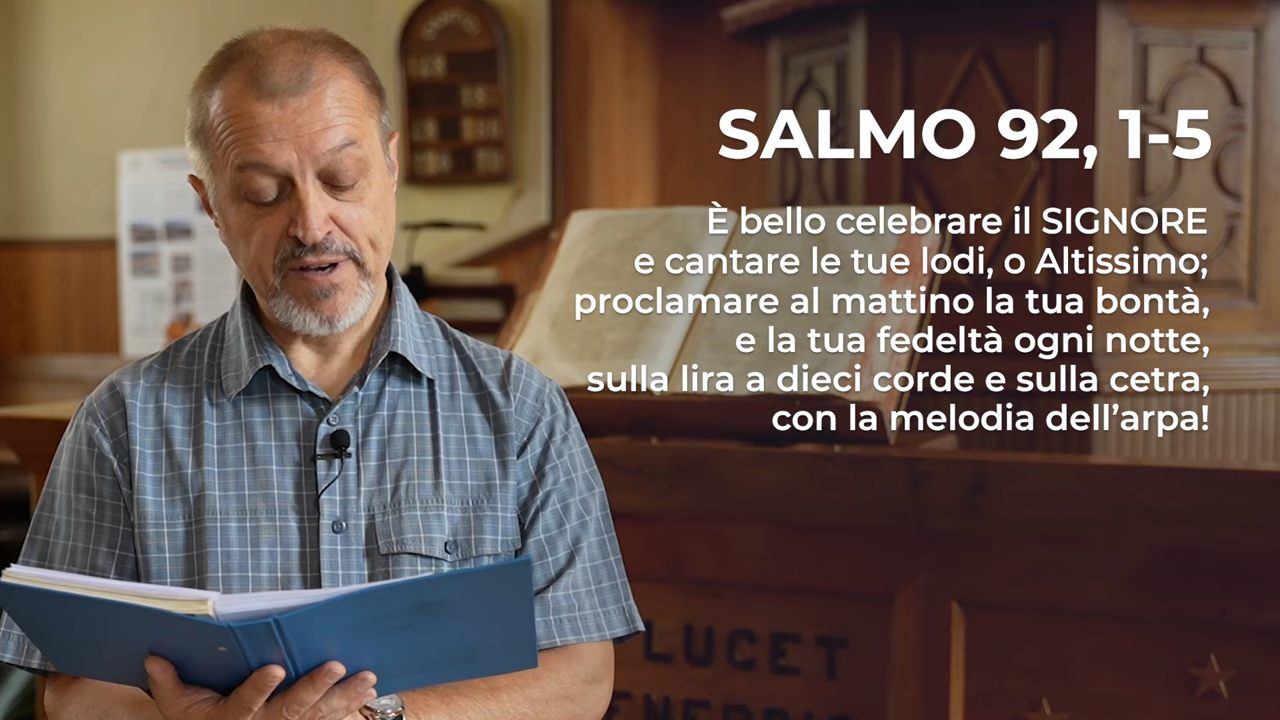 SALMO 92, 1-5
È bello celebrare il SIGNORE
e cantare le tue lodi, o Altissimo;
proclamare al mattino la tua bontà,
e la tua fedeltà ogni notte,
sulla lira a dieci corde e sulla cetra,
con la melodia dell’arpa!
LUCET